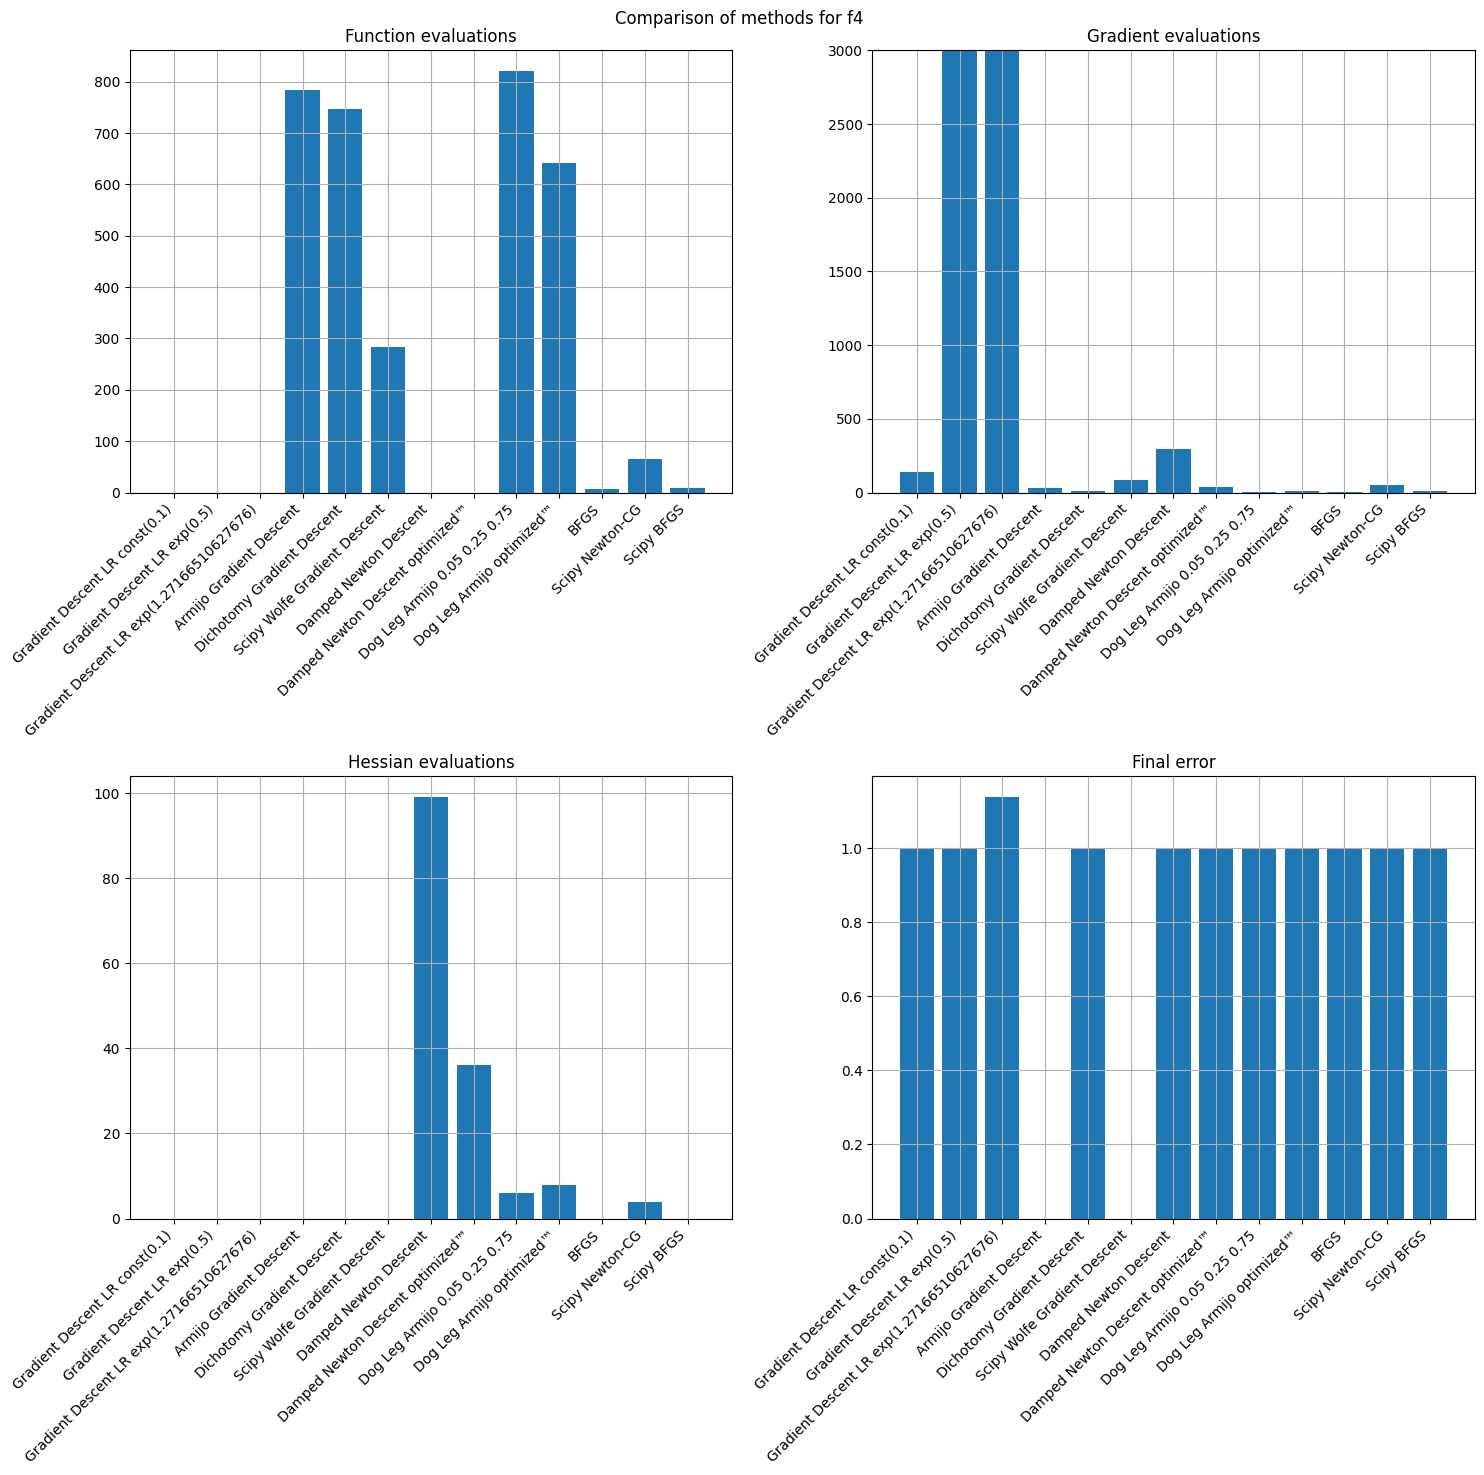 Comparison of methods for f4
Function evaluations
800
700
600
500
400
300
200
100
0
Gradient Descent LR const(0.1)
Gradient Descent LR exp(0.5)
Gradient Descent LR exp(1.27166510627676)
Armijo Gradient Descent
Dichotomy Gradient Descent
Scipy Wolfe Gradient Descent
Damped Newton Descent
Damped Newton Descent optimized™
Dog Leg Armijo 0.05 0.25 0.75
Dog Leg Armijo optimized™
BFGS
Scipy Newton-CG
Scipy BFGS
Gradient evaluations
3000
2500
2000
1500
1000
500
0
Gradient Descent LR const(0.1)
Gradient Descent LR exp(0.5)
Gradient Descent LR exp(1.27166510627676)
Armijo Gradient Descent
Dichotomy Gradient Descent
Scipy Wolfe Gradient Descent
Damped Newton Descent
Damped Newton Descent optimized™
Dog Leg Armijo 0.05 0.25 0.75
Dog Leg Armijo optimized™
BFGS
Scipy Newton-CG
Scipy BFGS
Hessian evaluations
100
80
60
40
20
0
Gradient Descent LR const(0.1)
Gradient Descent LR exp(0.5)
Gradient Descent LR exp(1.27166510627676)
Armijo Gradient Descent
Dichotomy Gradient Descent
Scipy Wolfe Gradient Descent
Damped Newton Descent
Damped Newton Descent optimized™
Dog Leg Armijo 0.05 0.25 0.75
Dog Leg Armijo optimized™
BFGS
Scipy Newton-CG
Scipy BFGS
Final error
1.0
0.8
0.6
0.4
0.2
0.0
Gradient Descent LR const(0.1)
Gradient Descent LR exp(0.5)
Gradient Descent LR exp(1.27166510627676)
Armijo Gradient Descent
Dichotomy Gradient Descent
Scipy Wolfe Gradient Descent
Damped Newton Descent
Damped Newton Descent optimized™
Dog Leg Armijo 0.05 0.25 0.75
Dog Leg Armijo optimized™
BFGS
Scipy Newton-CG
Scipy BFGS